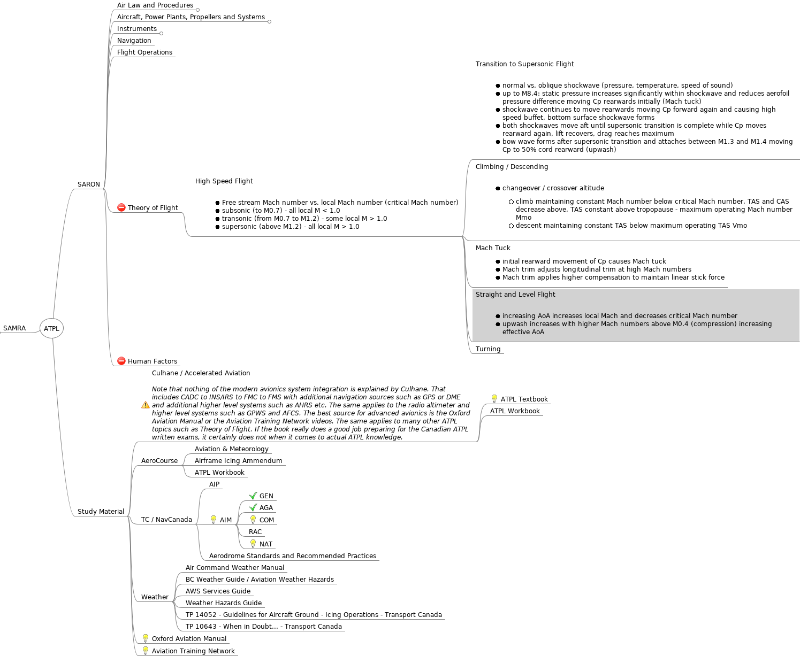 Air Law and Procedures
Aircraft, Power Plants, Propellers and Systems
Instruments
Navigation
Flight Operations
Transition to Supersonic Flight
normal vs. oblique shockwave (pressure, temperature, speed of sound)
up to M8.4: static pressure increases significantly within shockwave and reduces aerofoil
pressure difference moving Cp rearwards initially (Mach tuck)
shockwave continues to move rearwards moving Cp forward again and causing high
speed buffet. bottom surface shockwave forms
both shockwaves move aft until supersonic transition is complete while Cp moves
rearward again. lift recovers, drag reaches maximum
bow wave forms after supersonic transition and attaches between M1.3 and M1.4 moving
Cp to 50% cord rearward (upwash)
Climbing / Descending
changeover / crossover altitude
climb maintaining constant Mach number below critical Mach number. TAS and CAS
decrease above. TAS constant above tropopause - maximum operating Mach number
Mmo
descent maintaining constant TAS below maximum operating TAS Vmo
SARON
High Speed Flight
Free stream Mach number vs. local Mach number (critical Mach number)
subsonic (to M0.7) - all local M < 1.0
transonic (from M0.7 to M1.2) - some local M > 1.0
supersonic (above M1.2) - all local M > 1.0
Theory of Flight
Mach Tuck
initial rearward movement of Cp causes Mach tuck
Mach trim adjusts longitudinal trim at high Mach numbers
Mach trim applies higher compensation to maintain linear stick force
Straight and Level Flight
increasing AoA increases local Mach and decreases critical Mach number
upwash increases with higher Mach numbers above M0.4 (compression) increasing
effective AoA
Turning
SAMRA
ATPL
Human Factors
Culhane / Accelerated Aviation
Note that nothing of the modern avionics system integration is explained by Culhane. That
includes CADC to INS/IRS to FMC to FMS with additional navigation sources such as GPS or DME
and additional higher level systems such as AHRS etc. The same applies to the radio altimeter and
higher level systems such as GPWS and AFCS. The best source for advanced avionics is the Oxford
Aviation Manual or the Aviation Training Network videos. The same applies to many other ATPL
topics such as Theory of Flight. If the book really does a good job preparing for the Canadian ATPL
written exams, it certainly does not when it comes to actual ATPL knowledge.
ATPL Textbook
ATPL Workbook
AeroCourse
Aviation & Meteorology
Airframe Icing Ammendum
ATPL Workbook
Study Material
TC / NavCanada
AIP
AIM
GEN
AGA
COM
RAC
NAT
Aerodrome Standards and Recommended Practices
Weather
Air Command Weather Manual
BC Weather Guide / Aviation Weather Hazards
AWS Services Guide
Weather Hazards Guide
TP 14052 - Guidelines for Aircraft Ground - Icing Operations - Transport Canada
TP 10643 - When in Doubt... - Transport Canada
Oxford Aviation Manual
Aviation Training Network